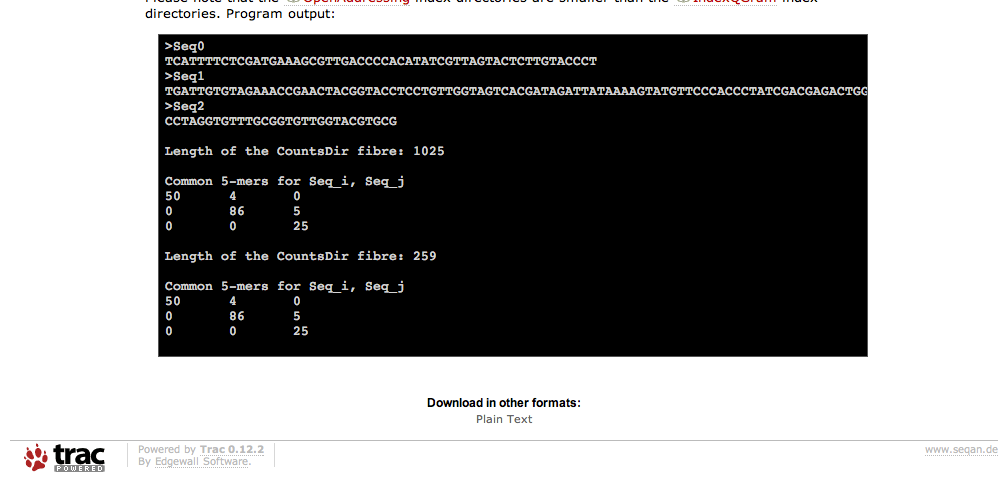 Please note that the OpenAddressing index directories are smaller than the IndexQGram index
directories. Program output:
>Seq0
TCATTTTCTCGATGAAAGCGTTGACCCCACATATCGTTAGTACTCTTGTACCCT
>Seq1
TGATTGTGTAGAAACCGAACTACGGTACCTCCTGTTGGTAGTCACGATAGATTATAAAAGTATGTTCCCACCCTATCGACGAGACTGG
>Seq2
CCTAGGTGTTTGCGGTGTTGGTACGTGCG
Length of the CountsDir fibre: 1025
Common 5-mers for Seq_i, Seq_j
50 4 0
0 86 5
0 0 25
Length of the CountsDir fibre: 259
Common 5-mers for Seq_i, Seq_j
50 4 0
0 86 5
0 0 25
Download in other formats:
Plain Text
trac
POWERED
Powered by Trac 0.12.2
By Edgewall Software.
www.seqan.de